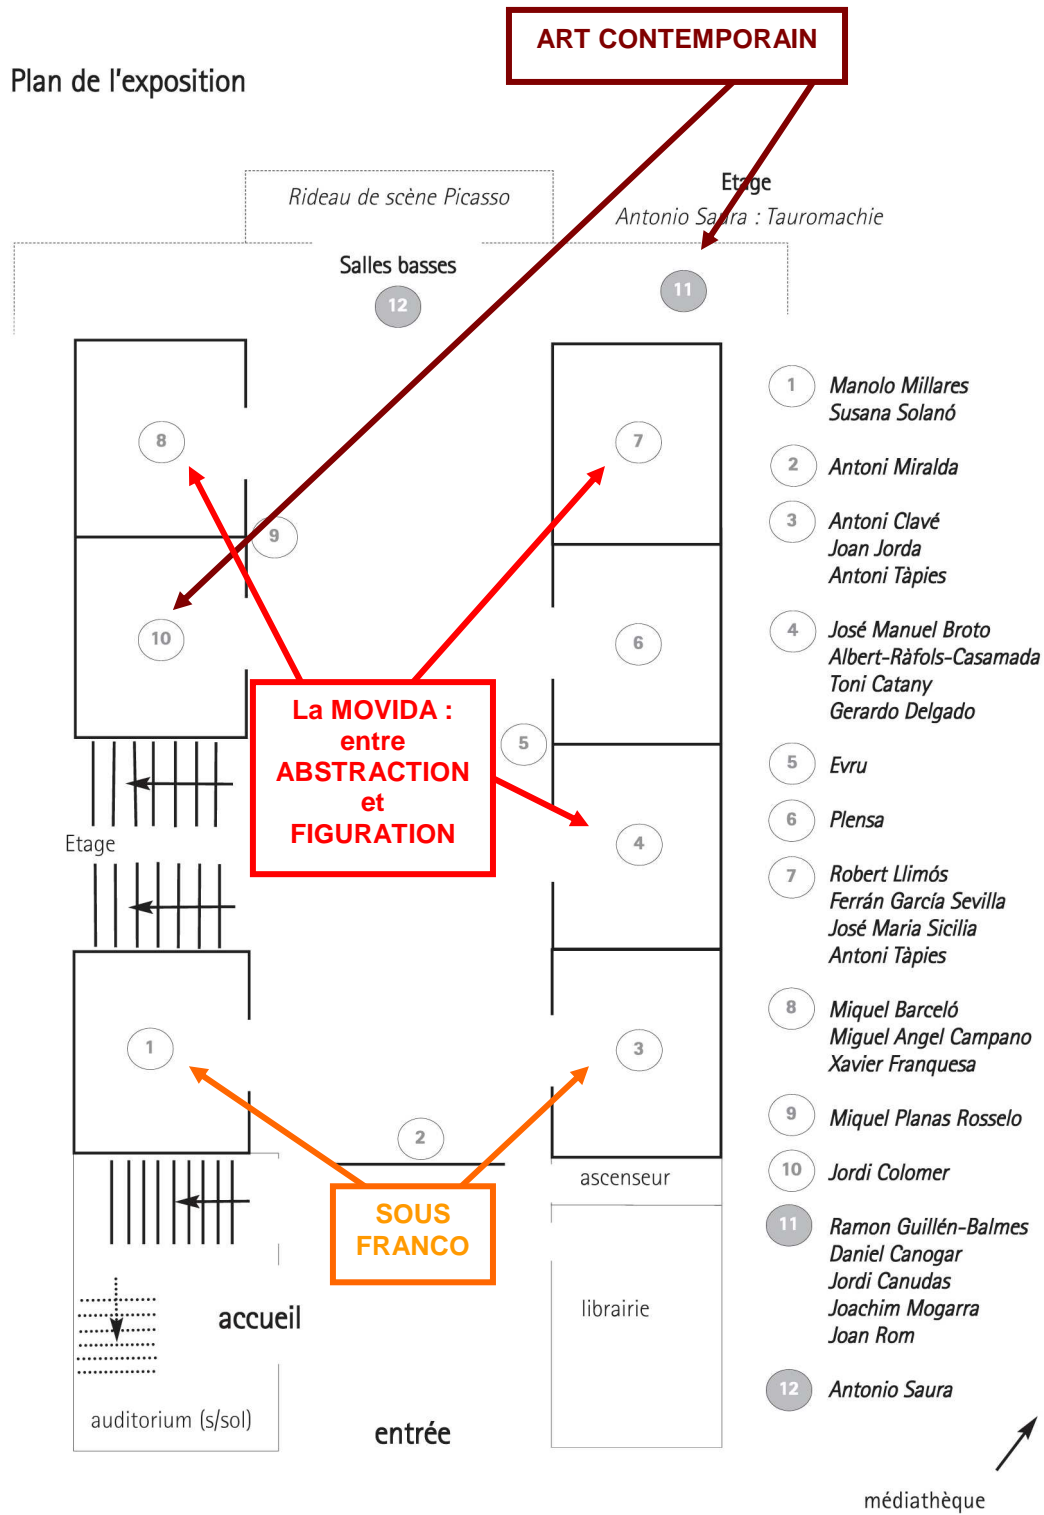 ART CONTEMPORAIN
Plan de l'exposition
Rideau de scène Picasso
Etage
Antonio Saura : Tauromachie
Salles basses
12
11
8
7
9
10
6
La MOVIDA :
entre
ABSTRACTION
et
FIGURATION
5
4
Etage
1
3
2
SOUS
FRANCO
ascenseur
librairie
accueil
auditorium (s/sol)
entrée
1 Manolo Millares
Susana Solanó
2 Antoni Miralda
3 Antoni Clavé
Joan Jorda
Antoni Tàpies
4 José Manuel Broto
Albert-Ràfols-Casamada
Toni Catany
Gerardo Delgado
5 Evru
6 Plensa
7 Robert Llimós
Ferrán García Sevilla
José Maria Sicilia
Antoni Tàpies
8 Miquel Barceló
Miguel Angel Campano
Xavier Franquesa
9 Miquel Planas Rosselo
10 Jordi Colomer
11 Ramon Guillén-Balmes
Daniel Canogar
Jordi Canudas
Joachim Mogarra
Joan Rom
12 Antonio Saura
médiathèque